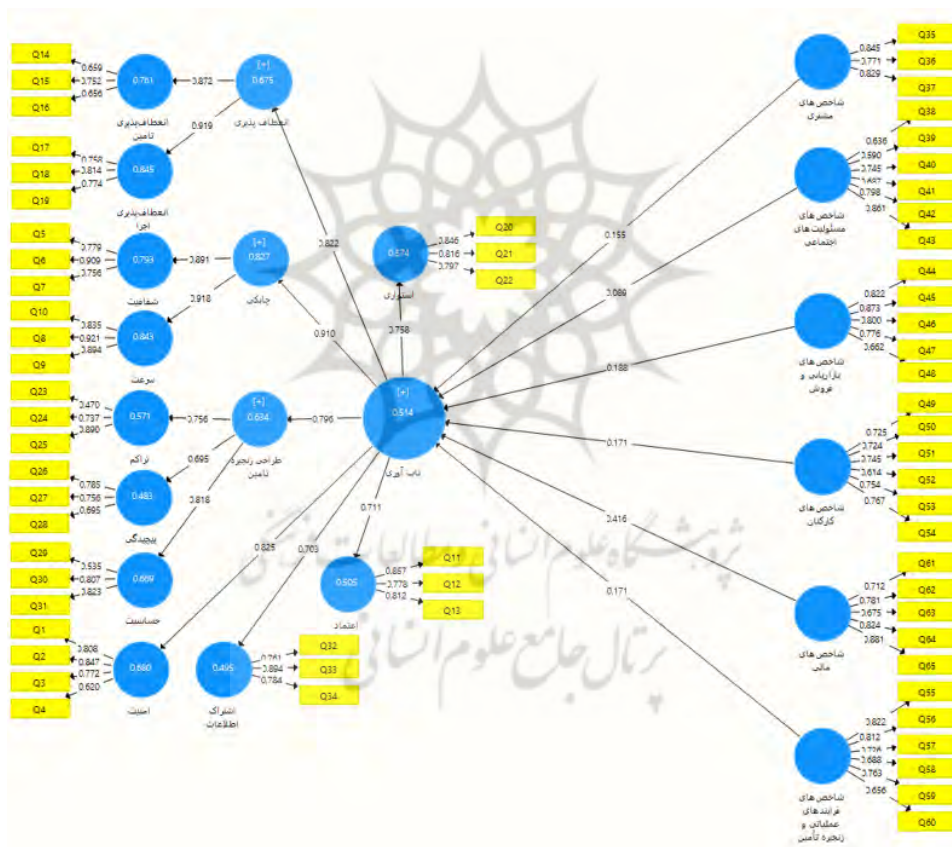 Q14
Q15
Q16
0.659
0.752
0.656
0.761
انعطاف‌پذیری
تامین
0.872
[+]
0.675
انعطاف پذیری
0.919
Q17
Q18
Q19
0.758
0.814
0.774
0.845
انعطاف‌پذیری
اجرا
Q5
Q6
Q7
0.779
0.909
0.756
0.793
شفافیت
0.891
[+]
0.827
چابکی
0.918
Q10
Q8
Q9
0.835
0.921
0.894
0.843
سرعت
Q23
Q24
Q25
0.470
0.737
0.890
0.571
تراکم
0.756
[+]
0.634
طراحی زنجیره
تامین
0.695
0.818
Q26
Q27
Q28
0.785
0.756
0.695
0.483
پیچیدگی
Q29
Q30
Q31
0.535
0.807
0.823
0.669
حساسیت
Q1
Q2
Q3
Q4
0.808
0.847
0.772
0.620
0.680
امنیت
0.822
0.910
0.796
0.825
0.703
0.711
0.758
0.574
استواری
0.846
0.816
0.797
Q20
Q21
Q22
[+]
0.514
تاب آوری
0.505
اعتماد
0.857
0.778
0.812
Q11
Q12
Q13
0.495
اشتراک
اطلاعات
0.761
0.894
0.784
Q32
Q33
Q34
0.155
0.089
0.188
0.171
0.416
0.171
شاخص های
مشتری
0.845
0.771
0.829
Q35
Q36
Q37
شاخص های
مسئولیت های
اجتماعی
0.636
0.590
0.745
0.798
0.861
Q38
Q39
Q40
Q41
Q42
Q43
شاخص های
بازاریابی و
فروش
0.822
0.873
0.800
0.776
0.662
Q44
Q45
Q46
Q47
Q48
شاخص های
کارکنان
0.725
0.724
0.745
0.614
0.754
0.767
Q49
Q50
Q51
Q52
Q53
Q54
شاخص های
مالی
0.712
0.781
0.675
0.824
0.881
Q61
Q62
Q63
Q64
Q65
شاخص های
فرایندهای
عملیاتی و
زنجیره تأمین
0.822
0.812
0.688
0.763
0.656
Q55
Q56
Q57
Q58
Q59
Q60
پژوهشگاه علوم انسانی و مطالعات فرهنگی
پرتال جامع علوم انسانی